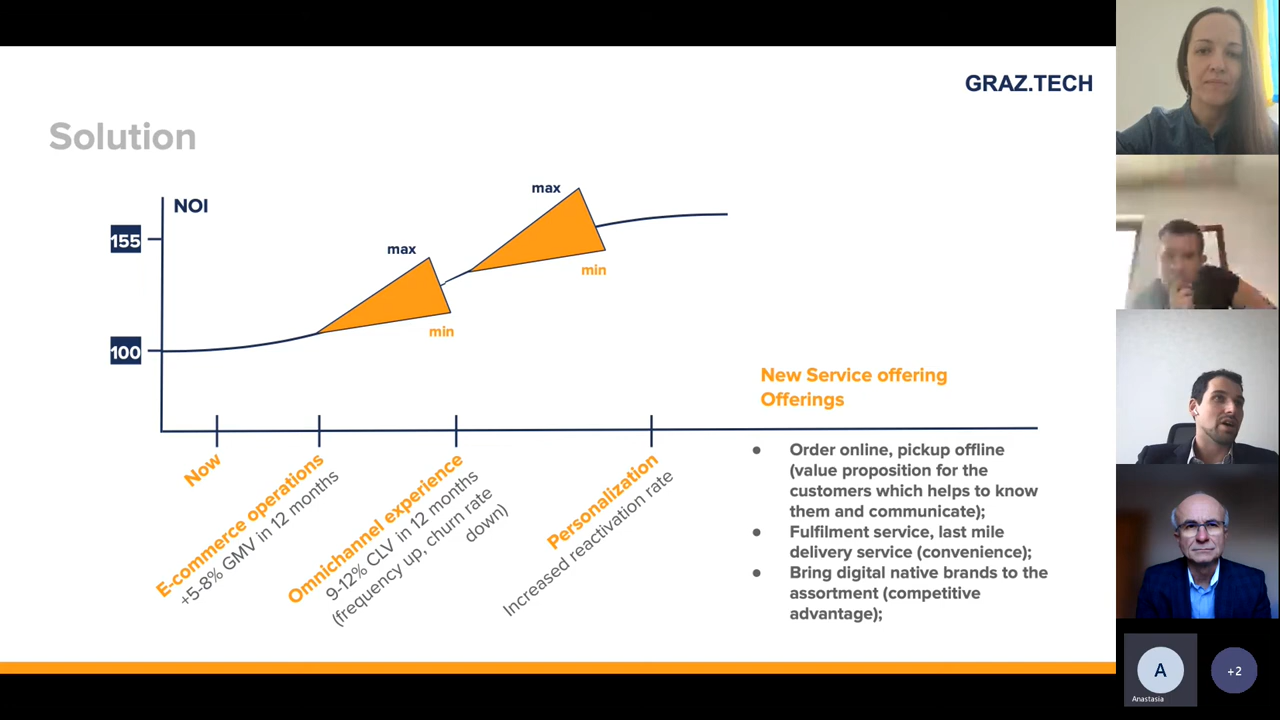 GRAZ.TECH
Solution
NOI
max
max
155
min
min
100
New Service offering
Offerings
Now
E-commerce operations
+5-8% GMV in 12 months
Omnichannel experience
9-12% CLV in 12 months
(frequency up, churn rate
down)
Personalization
Increased reactivation rate
● Order online, pickup offline
(value proposition for the
customers which helps to know
them and communicate);
● Fulfilment service, last mile
delivery service (convenience);
● Bring digital native brands to the
assortment (competitive
advantage);
A
Anastasia
+2